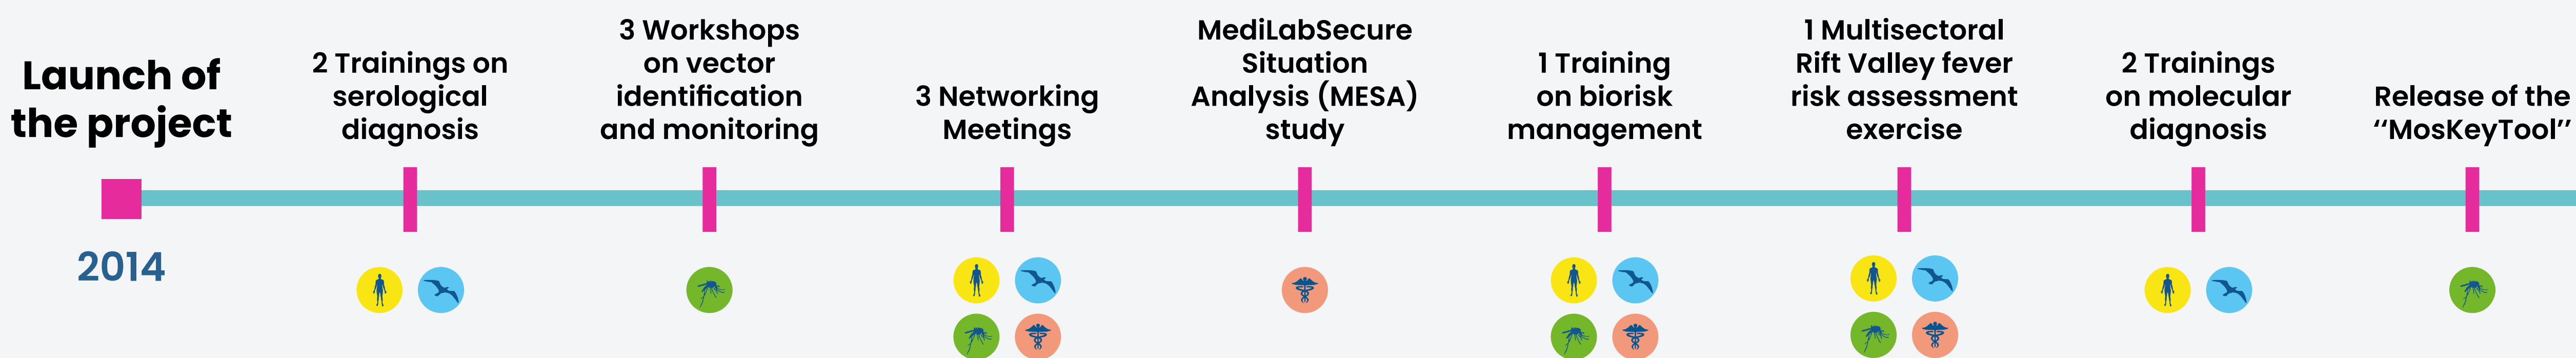 Launch of
the project
2014
2 Trainings on
serological
diagnosis
3 Workshops
on vector
identification
and monitoring
3 Networking
Meetings
MediLabSecure
Situation
Analysis (MESA)
study
1 Training
on biorisk
management
1 Multisectoral
Rift Valley fever
risk assessment
exercise
2 Trainings
on molecular
diagnosis
Release of the
‘‘MosKeyTool’’